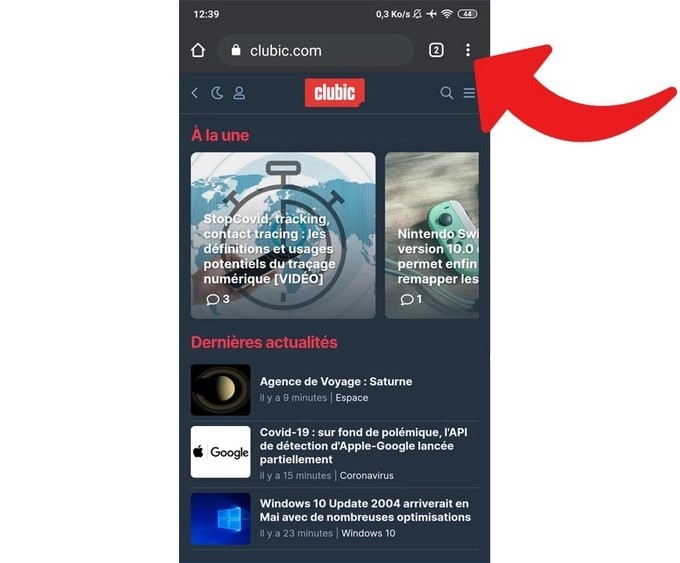 12:39
0,3 Ko/s
44
clubic.com
2
clubic
À la une
StopCovid, tracking,
contact tracing : les
définitions et usages
potentiels du traçage
numérique [VIDÉO]
3
Nintendo Swi
version 10.0
permet enfin
remapper les
1
Dernières actualités
Agence de Voyage : Saturne
il y a 9 minutes | Espace
Covid-19 : sur fond de polémique, l'API
de détection d'Apple-Google lancée
partiellement
il y a 15 minutes | Coronavirus
Google
Windows 10 Update 2004 arriverait en
Mai avec de nombreuses optimisations
il y a 23 minutes | Windows 10